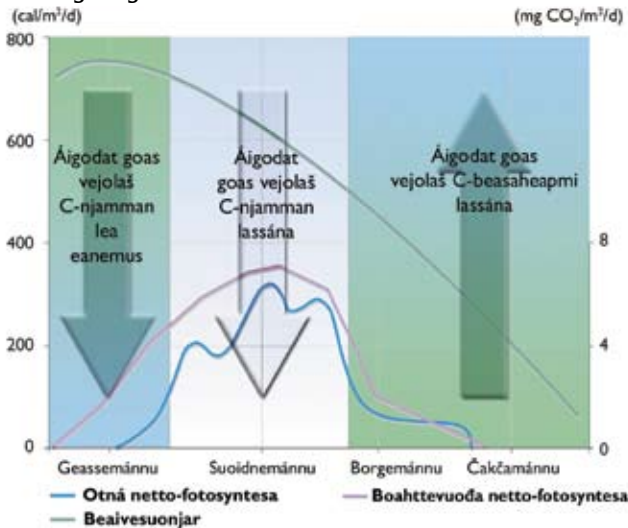 (cal/m²/d)
(mg CO₂/m²/d)
800
600
400
200
0
8
4
0
Áigodat goas
vejolaš
C-njamman
lea
eanemus
Áigodat
goas vejolaš
C-njamman
lassána
Áigodat goas
vejolaš C-beasaheapmi
lassána
Geassemánnu
Suoidnemánnu
Borgemánnu
Čakčamánnu
Otná netto-fotosyntesa
Boahttevuođa netto-fotosyntesa
Beaivesuonjar